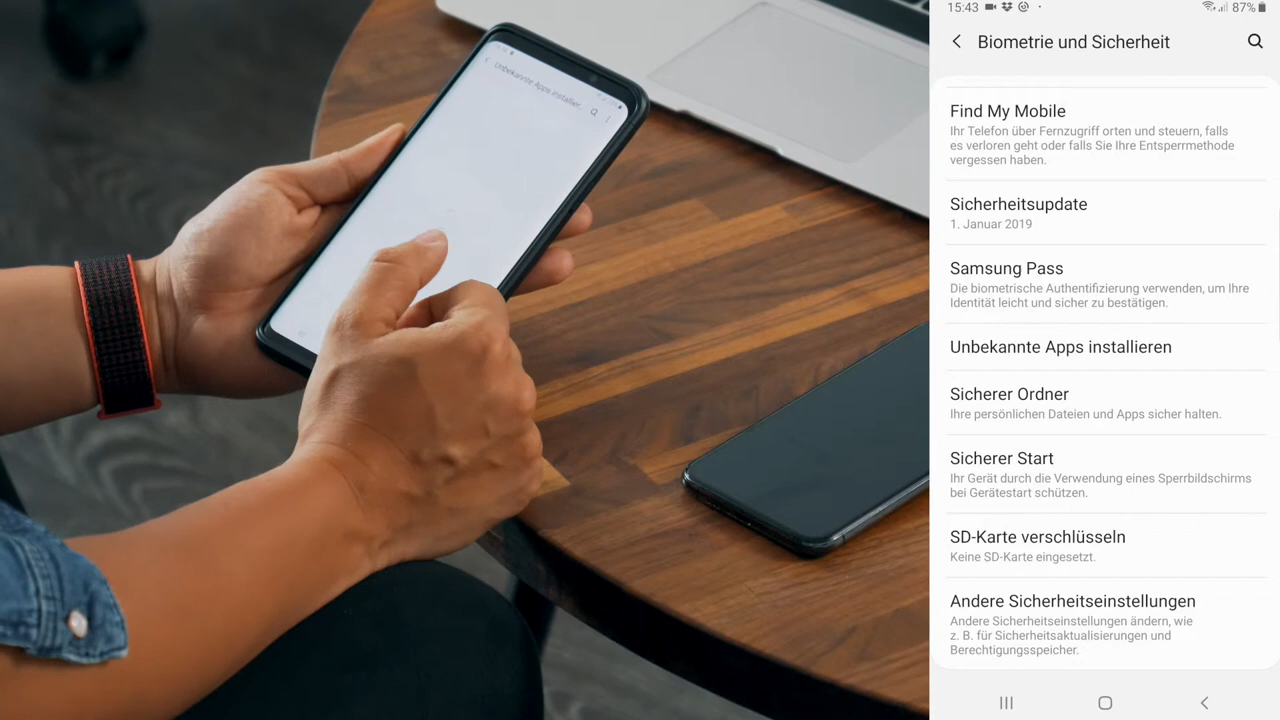 Unbekannte Apps installier..
15:43
87%
Biometrie und Sicherheit
Find My Mobile
Ihr Telefon über Fernzugriff orten und steuern, falls
es verloren geht oder falls Sie Ihre Entsperrmethode
vergessen haben.
Sicherheitsupdate
1. Januar 2019
Samsung Pass
Die biometrische Authentifizierung verwenden, um Ihre
Identität leicht und sicher zu bestätigen.
Unbekannte Apps installieren
Sicherer Ordner
Ihre persönlichen Dateien und Apps sicher halten.
Sicherer Start
Ihr Gerät durch die Verwendung eines Sperrbildschirms
bei Gerätestart schützen.
SD-Karte verschlüsseln
Keine SD-Karte eingesetzt.
Andere Sicherheitseinstellungen
Andere Sicherheitseinstellungen ändern, wie
z. B. für Sicherheitsaktualisierungen und
Berechtigungsspeicher.